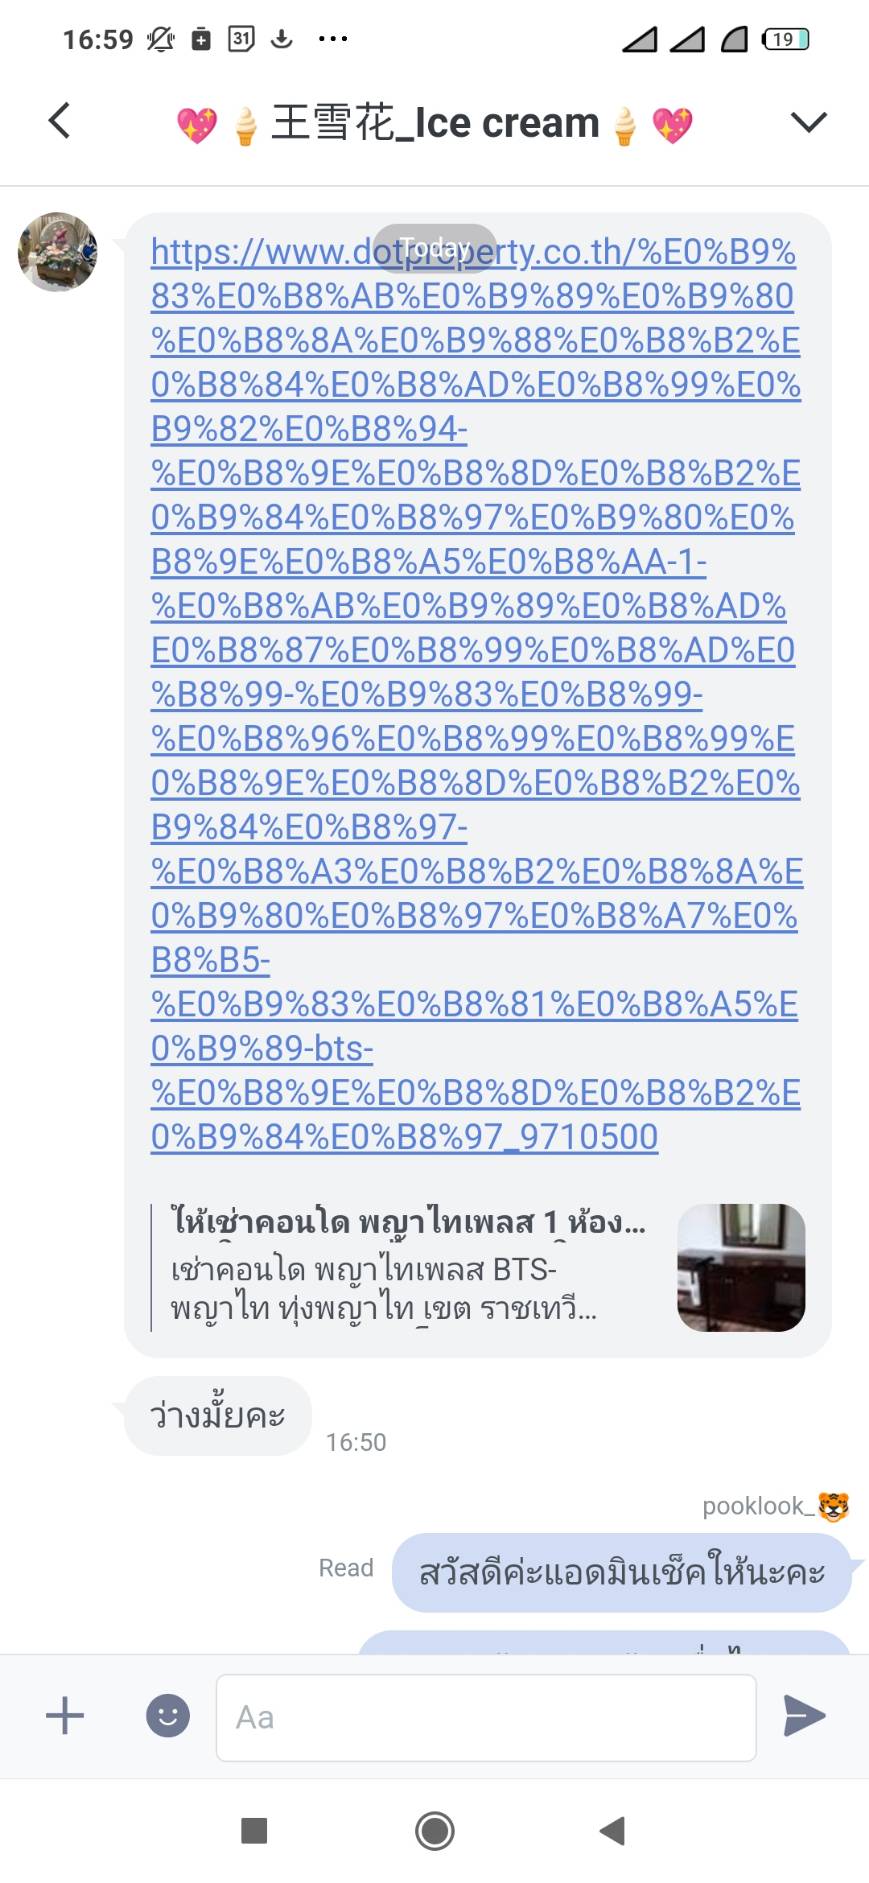 16:59
31
19
💖🍦王雪花_Ice cream🍦💖
Today
https://www.dotproperty.co.th/%E0%B9%
83%E0%B8%AB%E0%B9%89%E0%B9%80
%E0%B8%8A%E0%B9%88%E0%B8%B2%E
0%B8%84%E0%B8%AD%E0%B8%99%E0%
B9%82%E0%B8%94-
%E0%B8%9E%E0%B8%8D%E0%B8%B2%E
0%B9%84%E0%B8%97%E0%B9%80%E0%
B8%9E%E0%B8%A5%E0%B8%AA-1-
%E0%B8%AB%E0%B9%89%E0%B8%AD%
E0%B8%87%E0%B8%99%E0%B8%AD%E0
%B8%99-%E0%B9%83%E0%B8%99-
%E0%B8%96%E0%B8%99%E0%B8%99%E
0%B8%9E%E0%B8%8D%E0%B8%B2%E0%
B9%84%E0%B8%97-
%E0%B8%A3%E0%B8%B2%E0%B8%8A%E
0%B9%80%E0%B8%97%E0%B8%A7%E0%
B8%B5-
%E0%B9%83%E0%B8%81%E0%B8%A5%E
0%B9%89-bts-
%E0%B8%9E%E0%B8%8D%E0%B8%B2%E
0%B9%84%E0%B8%97_9710500
ให้เช่าคอนโด พญาไทเพลส 1 ห้อง...
เช่าคอนโด พญาไทเพลส BTS-
พญาไท ทุ่งพญาไท เขต ราชเทวี...
ว่างมั้ยคะ
16:50
pooklook_🐯
Read
สวัสดีค่ะแอดมินเช็คให้นะคะ
Aa